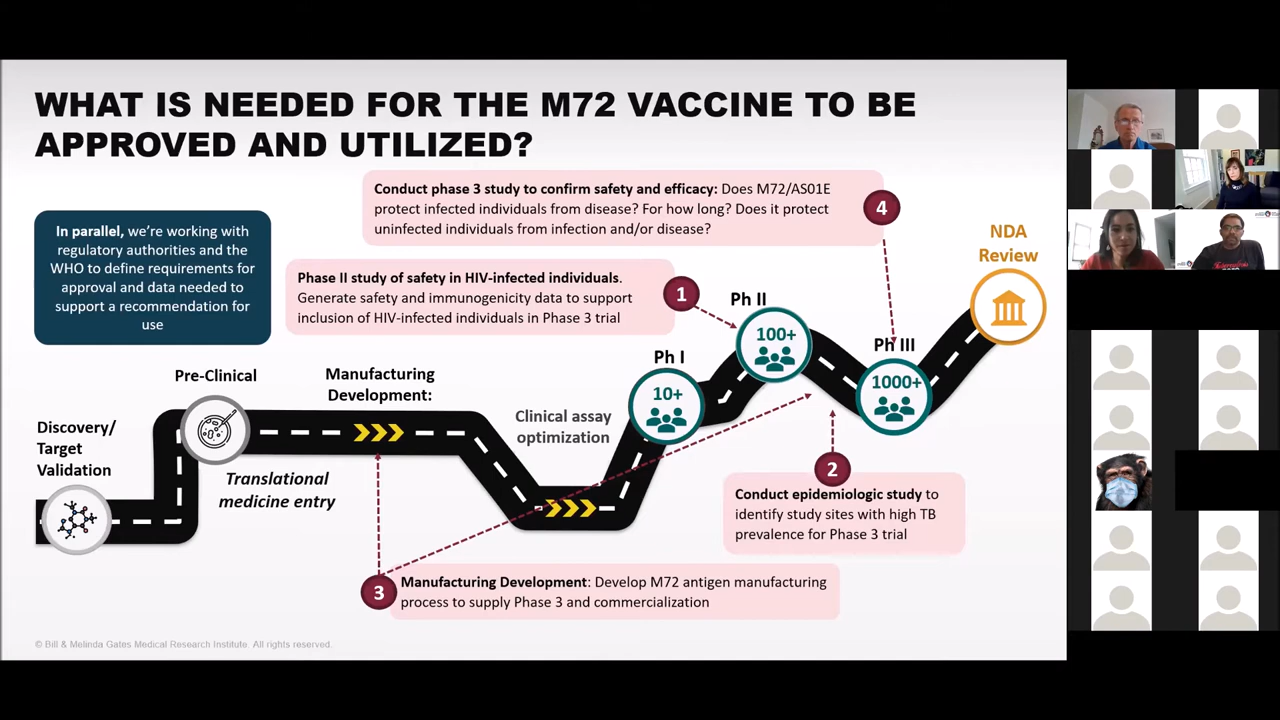 WHAT IS NEEDED FOR THE M72 VACCINE TO BE
APPROVED AND UTILIZED?
Conduct phase 3 study to confirm safety and efficacy: Does M72/AS01E
protect infected individuals from disease? For how long? Does it protect
uninfected individuals from infection and/or disease?
4
In parallel, we're working with
regulatory authorities and the
WHO to define requirements for
approval and data needed to
support a recommendation for
use
Phase II study of safety in HIV-infected individuals.
Generate safety and immunogenicity data to support
inclusion of HIV-infected individuals in Phase 3 trial
1
NDA
Review
Ph II
100+
Ph III
1000+
Ph I
10+
Pre-Clinical
Manufacturing
Development:
Clinical assay
optimization
Discovery/
Target
Validation
Translational
medicine entry
2
Conduct epidemiologic study to
identify study sites with high TB
prevalence for Phase 3 trial
3
Manufacturing Development: Develop M72 antigen manufacturing
process to supply Phase 3 and commercialization
© Bill & Melinda Gates Medical Research Institute. All rights reserved.